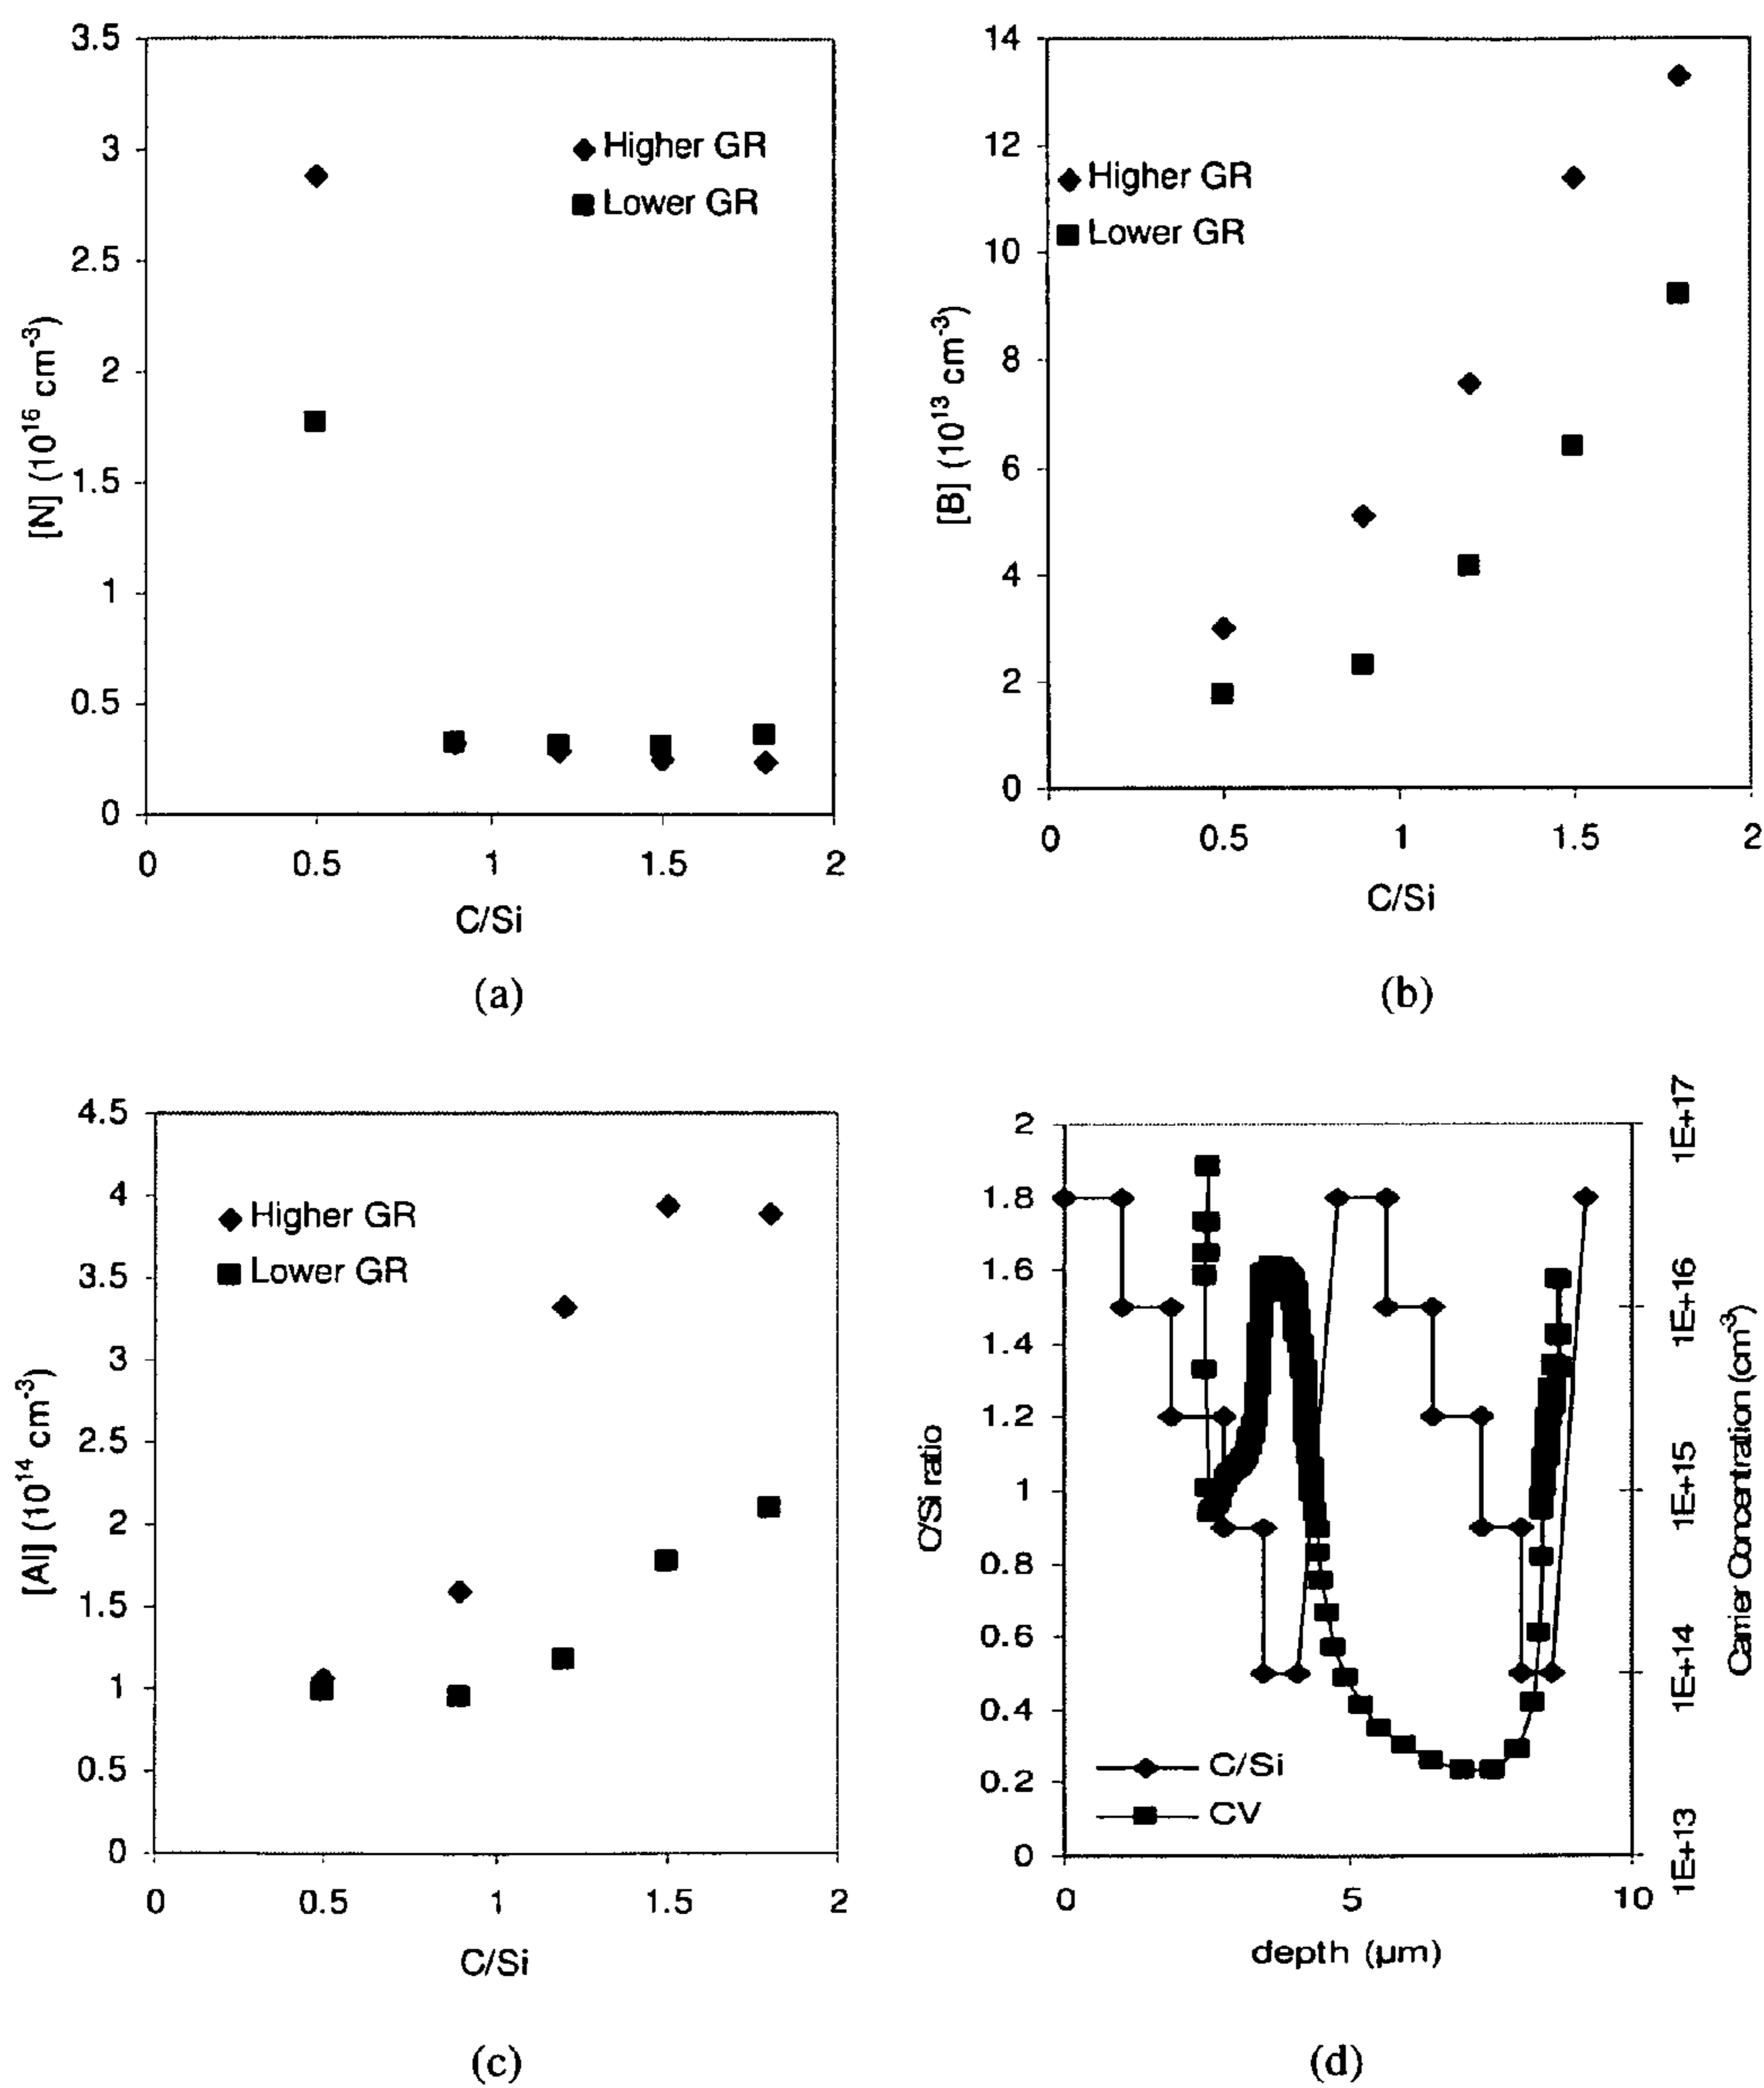 3.5
3
2.5
2
1.5
1
0.5
0
[N] (10^16 cm^-3)
Higher GR
Lower GR
0 0.5 1 1.5 2
C/Si
(a)
14
12
10
8
6
4
2
0
[B] (10^13 cm^-3)
Higher GR
Lower GR
0 0.5 1 1.5 2
C/Si
(b)
4.5
4
3.5
3
2.5
2
1.5
1
0.5
0
[Al] (10^14 cm^-3)
Higher GR
Lower GR
0 0.5 1 1.5 2
C/Si
(c)
2
1.8
1.6
1.4
1.2
1
0.8
0.6
0.4
0.2
0
C/Si ratio
C/Si
CV
1E+17
1E+16
1E+15
1E+14
1E+13
Carrier Concentration (cm^-3)
0 5 10
depth (µm)
(d)